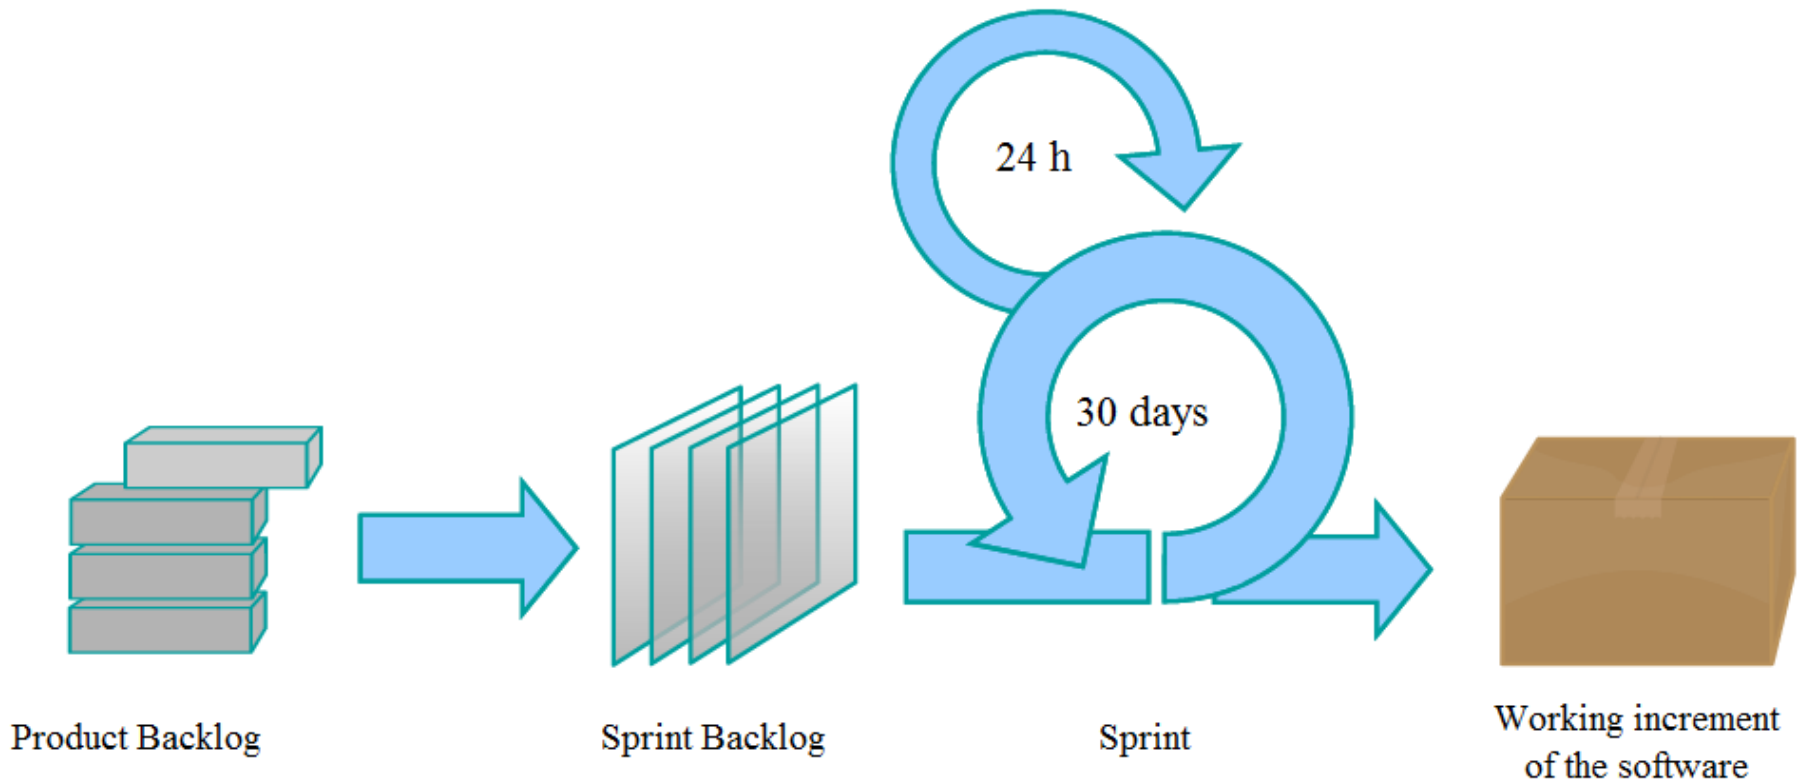 24 h
30 days
Product Backlog
Sprint Backlog
Sprint
Working increment
of the software